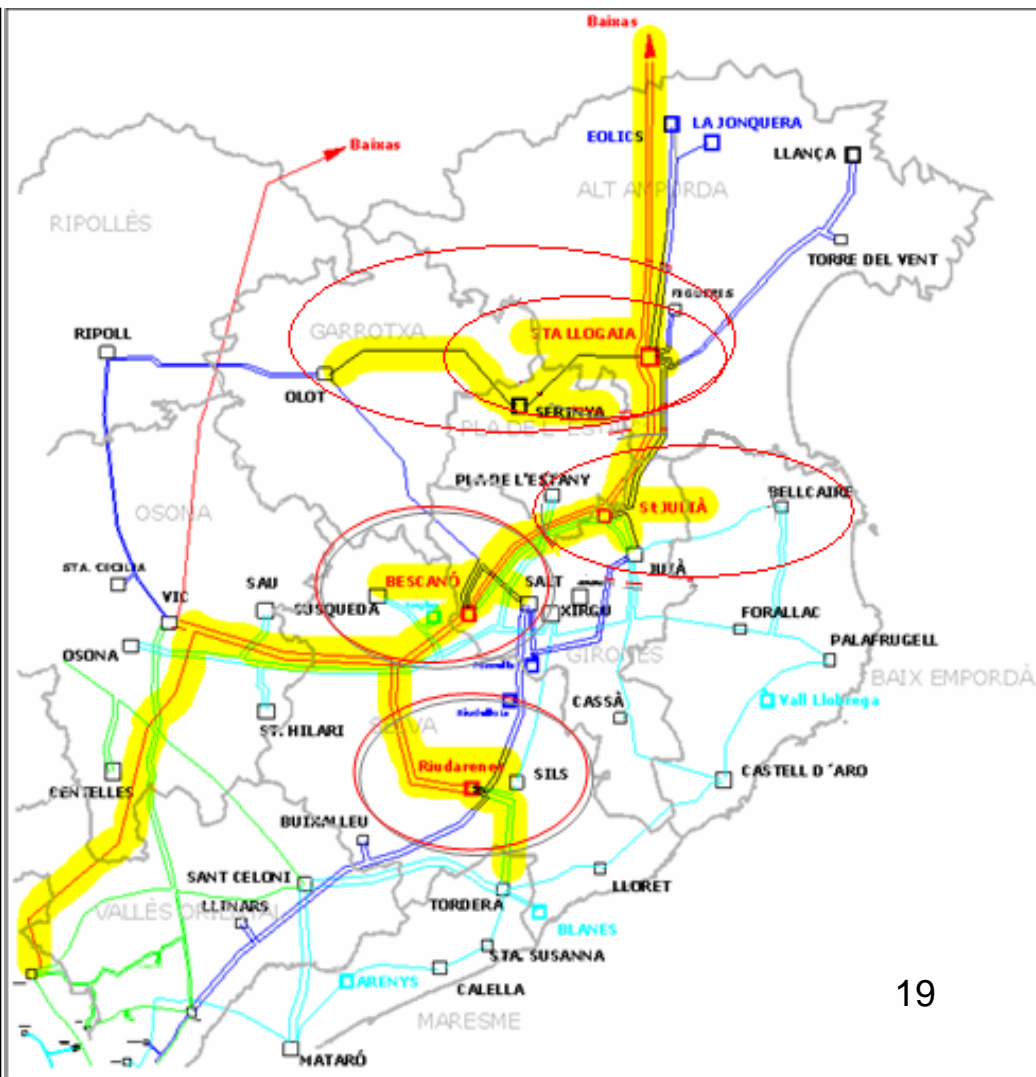 Baixas
EOLICS
LA JONQUERA
Baixas
LLANÇA
ALT AMPORDA
RIPOLLÈS
TORRE DEL VENT
FIGUERES
GARROTXA
STA LLOGAIA
RIPOLL
OLOT
SERINYA
PLA DE L'ESTANY
PLA DE L'ESTANY
BELLCAIRE
St JULIÀ
OSONA
JUIÀ
STA. CECILIA
SAU
BESCANÓ
SALT
VIC
SUSQUEDA
XIRGU
FORALLAC
OSONA
GIRONES
PALAFRUGELL
BAIX EMPORDÀ
CASSÀ
Vall Llobrega
ST. HILARI
SELVA
Riudarenes
SILS
CASTELL D´ARO
CENTELLES
BUIXALLEU
SANT CELONI
LLORET
VALLÈS ORIENTAL
LLINARS
TORDERA
BLANES
STA. SUSANNA
ARENYS
CALELLA
19
MARESME
MATARÓ